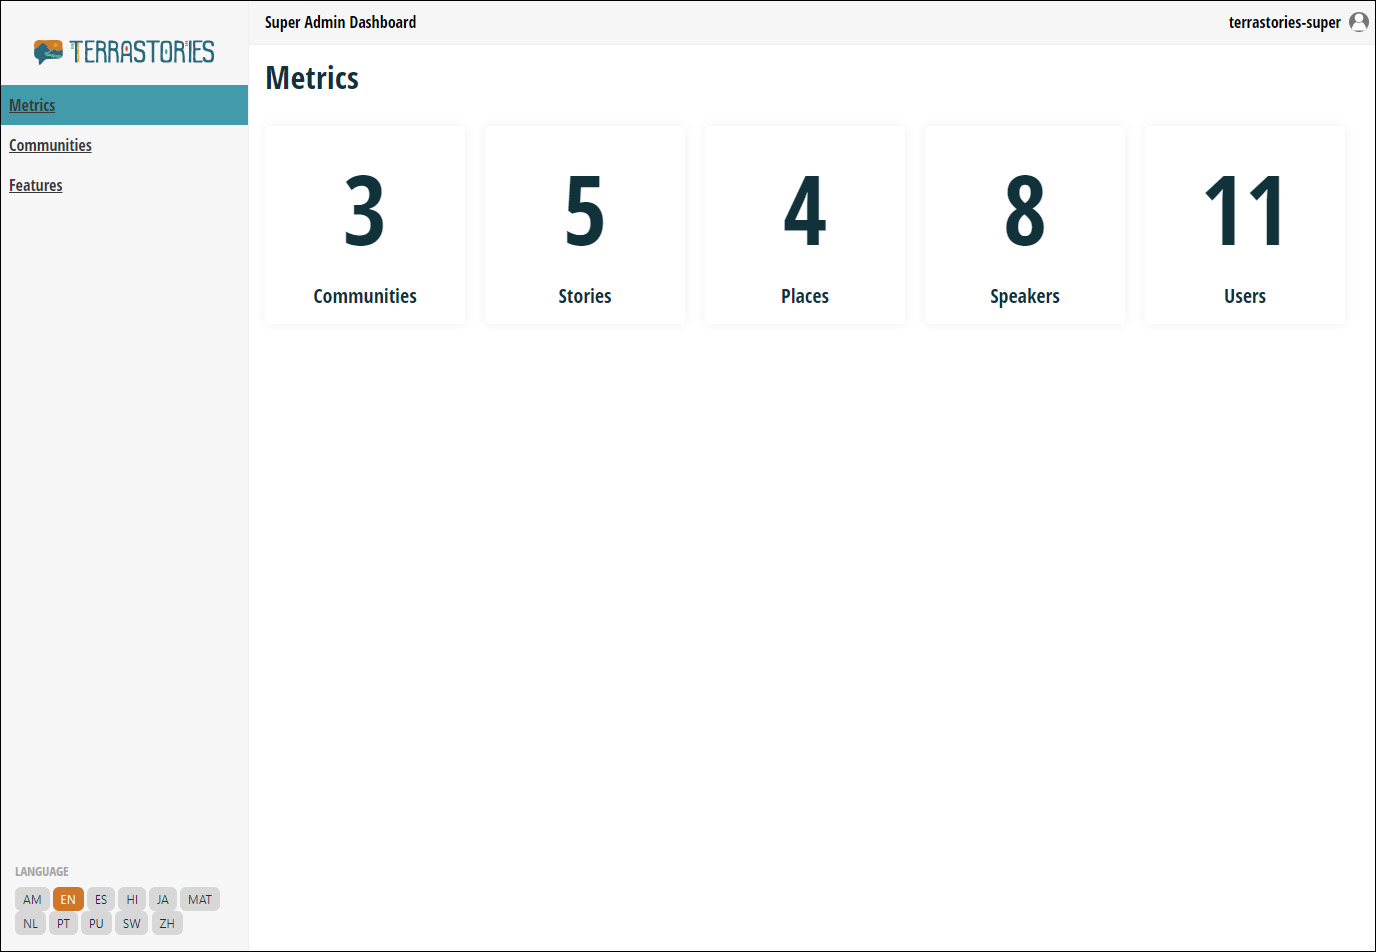 TERRASTORIES
Super Admin Dashboard
terrastories-super
Metrics
Communities
Features
Metrics
3
Communities
5
Stories
4
Places
8
Speakers
11
Users
LANGUAGE
AM EN ES HI JA MAT
NL PT PU SW ZH